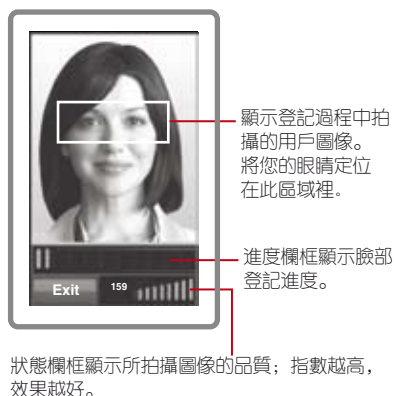 顯示登記過程中拍
攝的用戶圖像。
將您的眼睛定位
在此區域裡。
進度欄框顯示臉部
登記進度。
Exit 159
狀態欄框顯示所拍攝圖像的品質；指數越高，
效果越好。